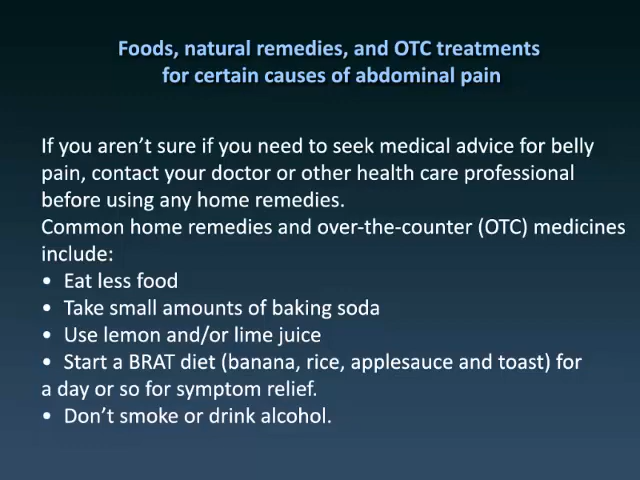 Foods, natural remedies, and OTC treatments
for certain causes of abdominal pain
If you aren’t sure if you need to seek medical advice for belly
pain, contact your doctor or other health care professional
before using any home remedies.
Common home remedies and over-the-counter (OTC) medicines
include:
• Eat less food
• Take small amounts of baking soda
• Use lemon and/or lime juice
• Start a BRAT diet (banana, rice, applesauce and toast) for
a day or so for symptom relief.
• Don’t smoke or drink alcohol.